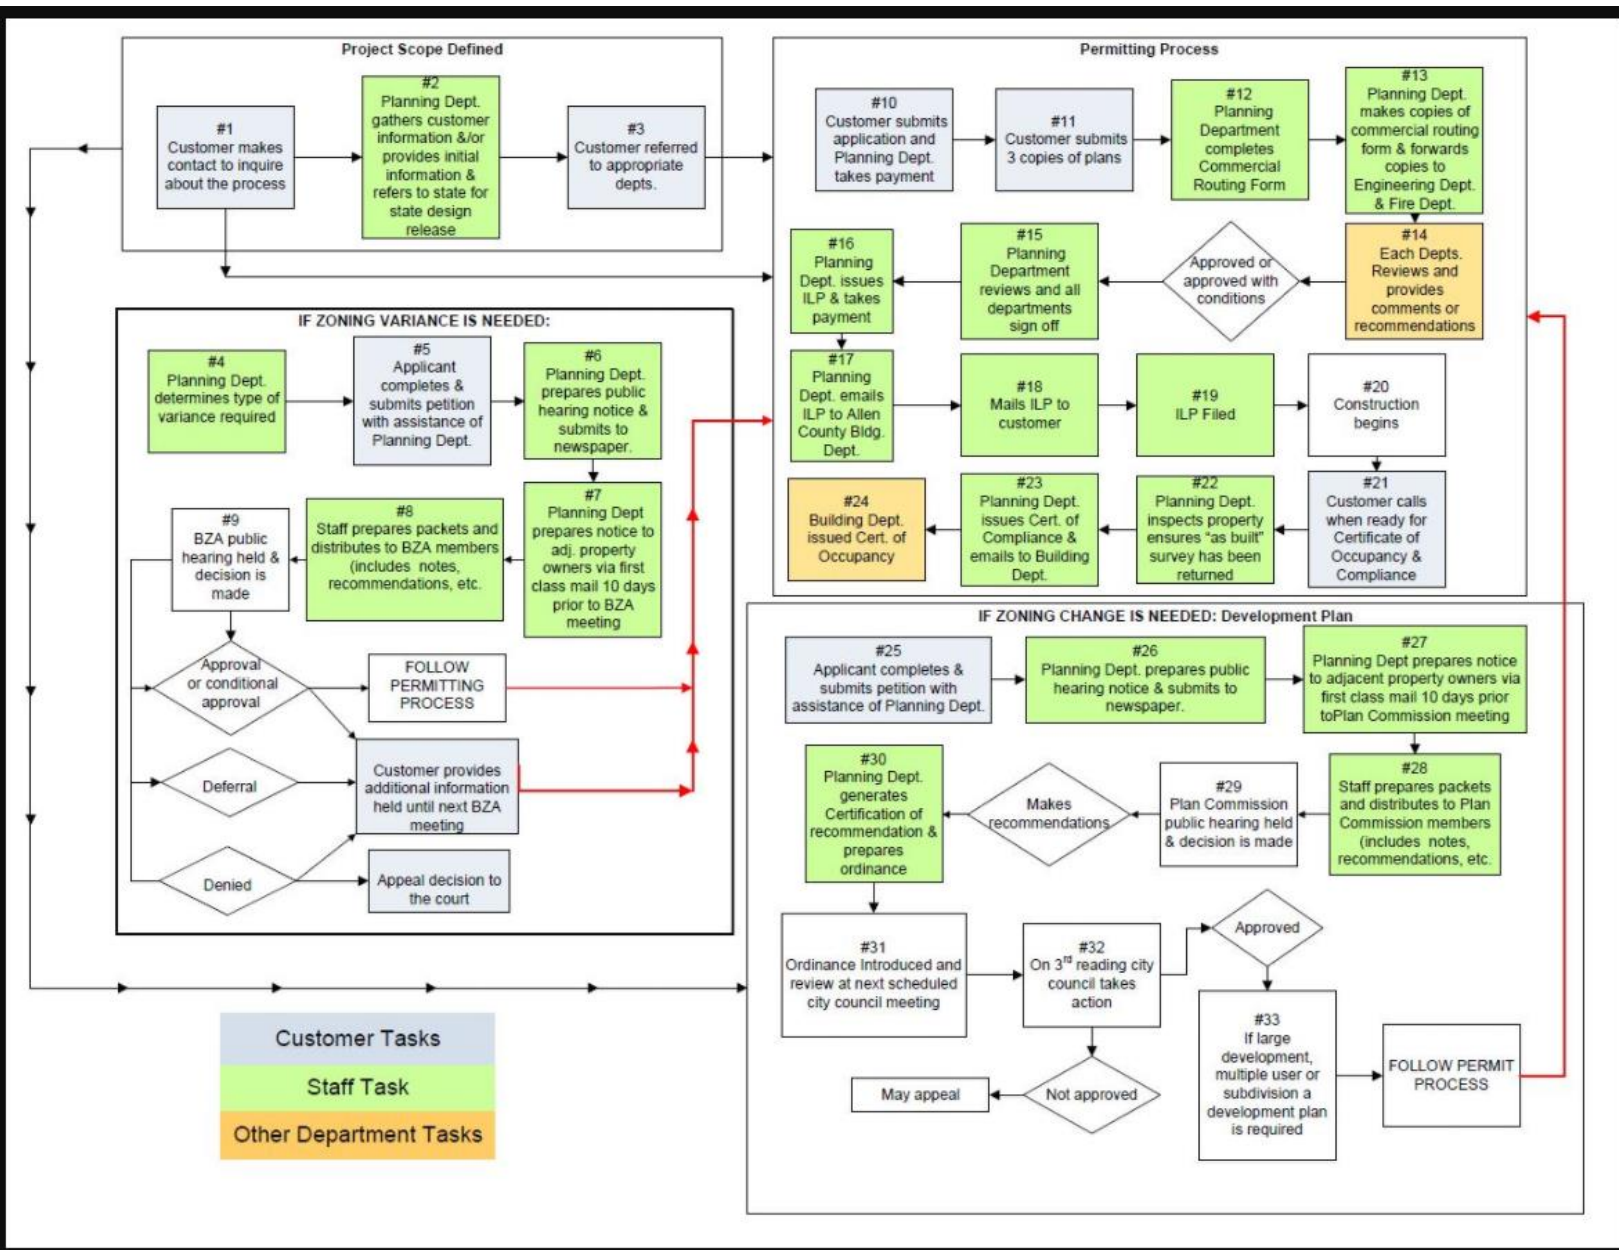 Project Scope Defined
#1
Customer makes
contact to inquire
about the process
#2
Planning Dept.
gathers customer
information &/or
provides initial
information &
refers to state for
state design
release
#3
Customer referred
to appropriate
depts.
Permitting Process
#10
Customer submits
application and
Planning Dept.
takes payment
#11
Customer submits
3 copies of plans
#12
Planning
Department
completes
Commercial
Routing Form
#13
Planning Dept.
makes copies of
commercial routing
form & forwards
copies to
Engineering Dept.
& Fire Dept.
#14
Each Depts.
Reviews and
provides
comments or
recommendations
Approved or
approved with
conditions
#15
Planning
Department
reviews and all
departments
sign off
#16
Planning
Dept. issues
ILP & takes
payment
#17
Planning
Dept. emails
ILP to Allen
County Bldg.
Dept.
#18
Mails ILP to
customer
#19
ILP Filed
#20
Construction
begins
#21
Customer calls
when ready for
Certificate of
Occupancy &
Compliance
#22
Planning Dept.
inspects property
ensures “as built”
survey has been
returned
#23
Planning Dept.
issues Cert. of
Compliance &
emails to Building
Dept.
#24
Building Dept.
issued Cert. of
Occupancy
IF ZONING VARIANCE IS NEEDED:
#4
Planning Dept.
determines type of
variance required
#5
Applicant
completes &
submits petition
with assistance of
Planning Dept.
#6
Planning Dept.
prepares public
hearing notice &
submits to
newspaper.
#7
Planning Dept
prepares notice to
adj. property
owners via first
class mail 10 days
prior to BZA
meeting
#8
Staff prepares packets and
distributes to BZA members
(includes notes,
recommendations, etc.
#9
BZA public
hearing held &
decision is
made
Approval
or conditional
approval
FOLLOW
PERMITTING
PROCESS
Deferral
Customer provides
additional information
held until next BZA
meeting
Denied
Appeal decision to
the court
IF ZONING CHANGE IS NEEDED: Development Plan
#25
Applicant completes &
submits petition with
assistance of Planning Dept.
#26
Planning Dept. prepares public
hearing notice & submits to
newspaper.
#27
Planning Dept prepares notice
to adjacent property owners via
first class mail 10 days prior
toPlan Commission meeting
#28
Staff prepares packets
and distributes to Plan
Commission members
(includes notes,
recommendations, etc.
#29
Plan Commission
public hearing held
& decision is made
Makes
recommendations
#30
Planning Dept.
generates
Certification of
recommendation &
prepares
ordinance
#31
Ordinance Introduced and
review at next scheduled
city council meeting
#32
On 3rd reading city
council takes
action
Approved
Not approved
May appeal
#33
If large
development,
multiple user or
subdivision a
development plan
is required
FOLLOW PERMIT
PROCESS
Customer Tasks
Staff Task
Other Department Tasks